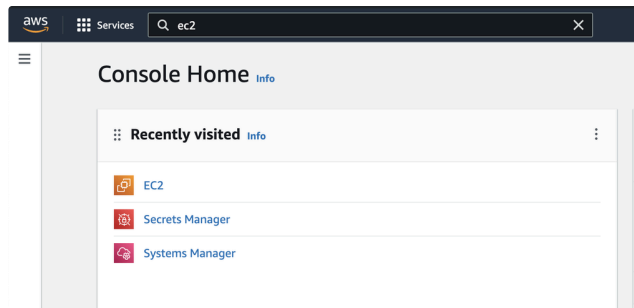 aws Services ec2
Console Home Info
Recently visited Info
EC2
Secrets Manager
Systems Manager